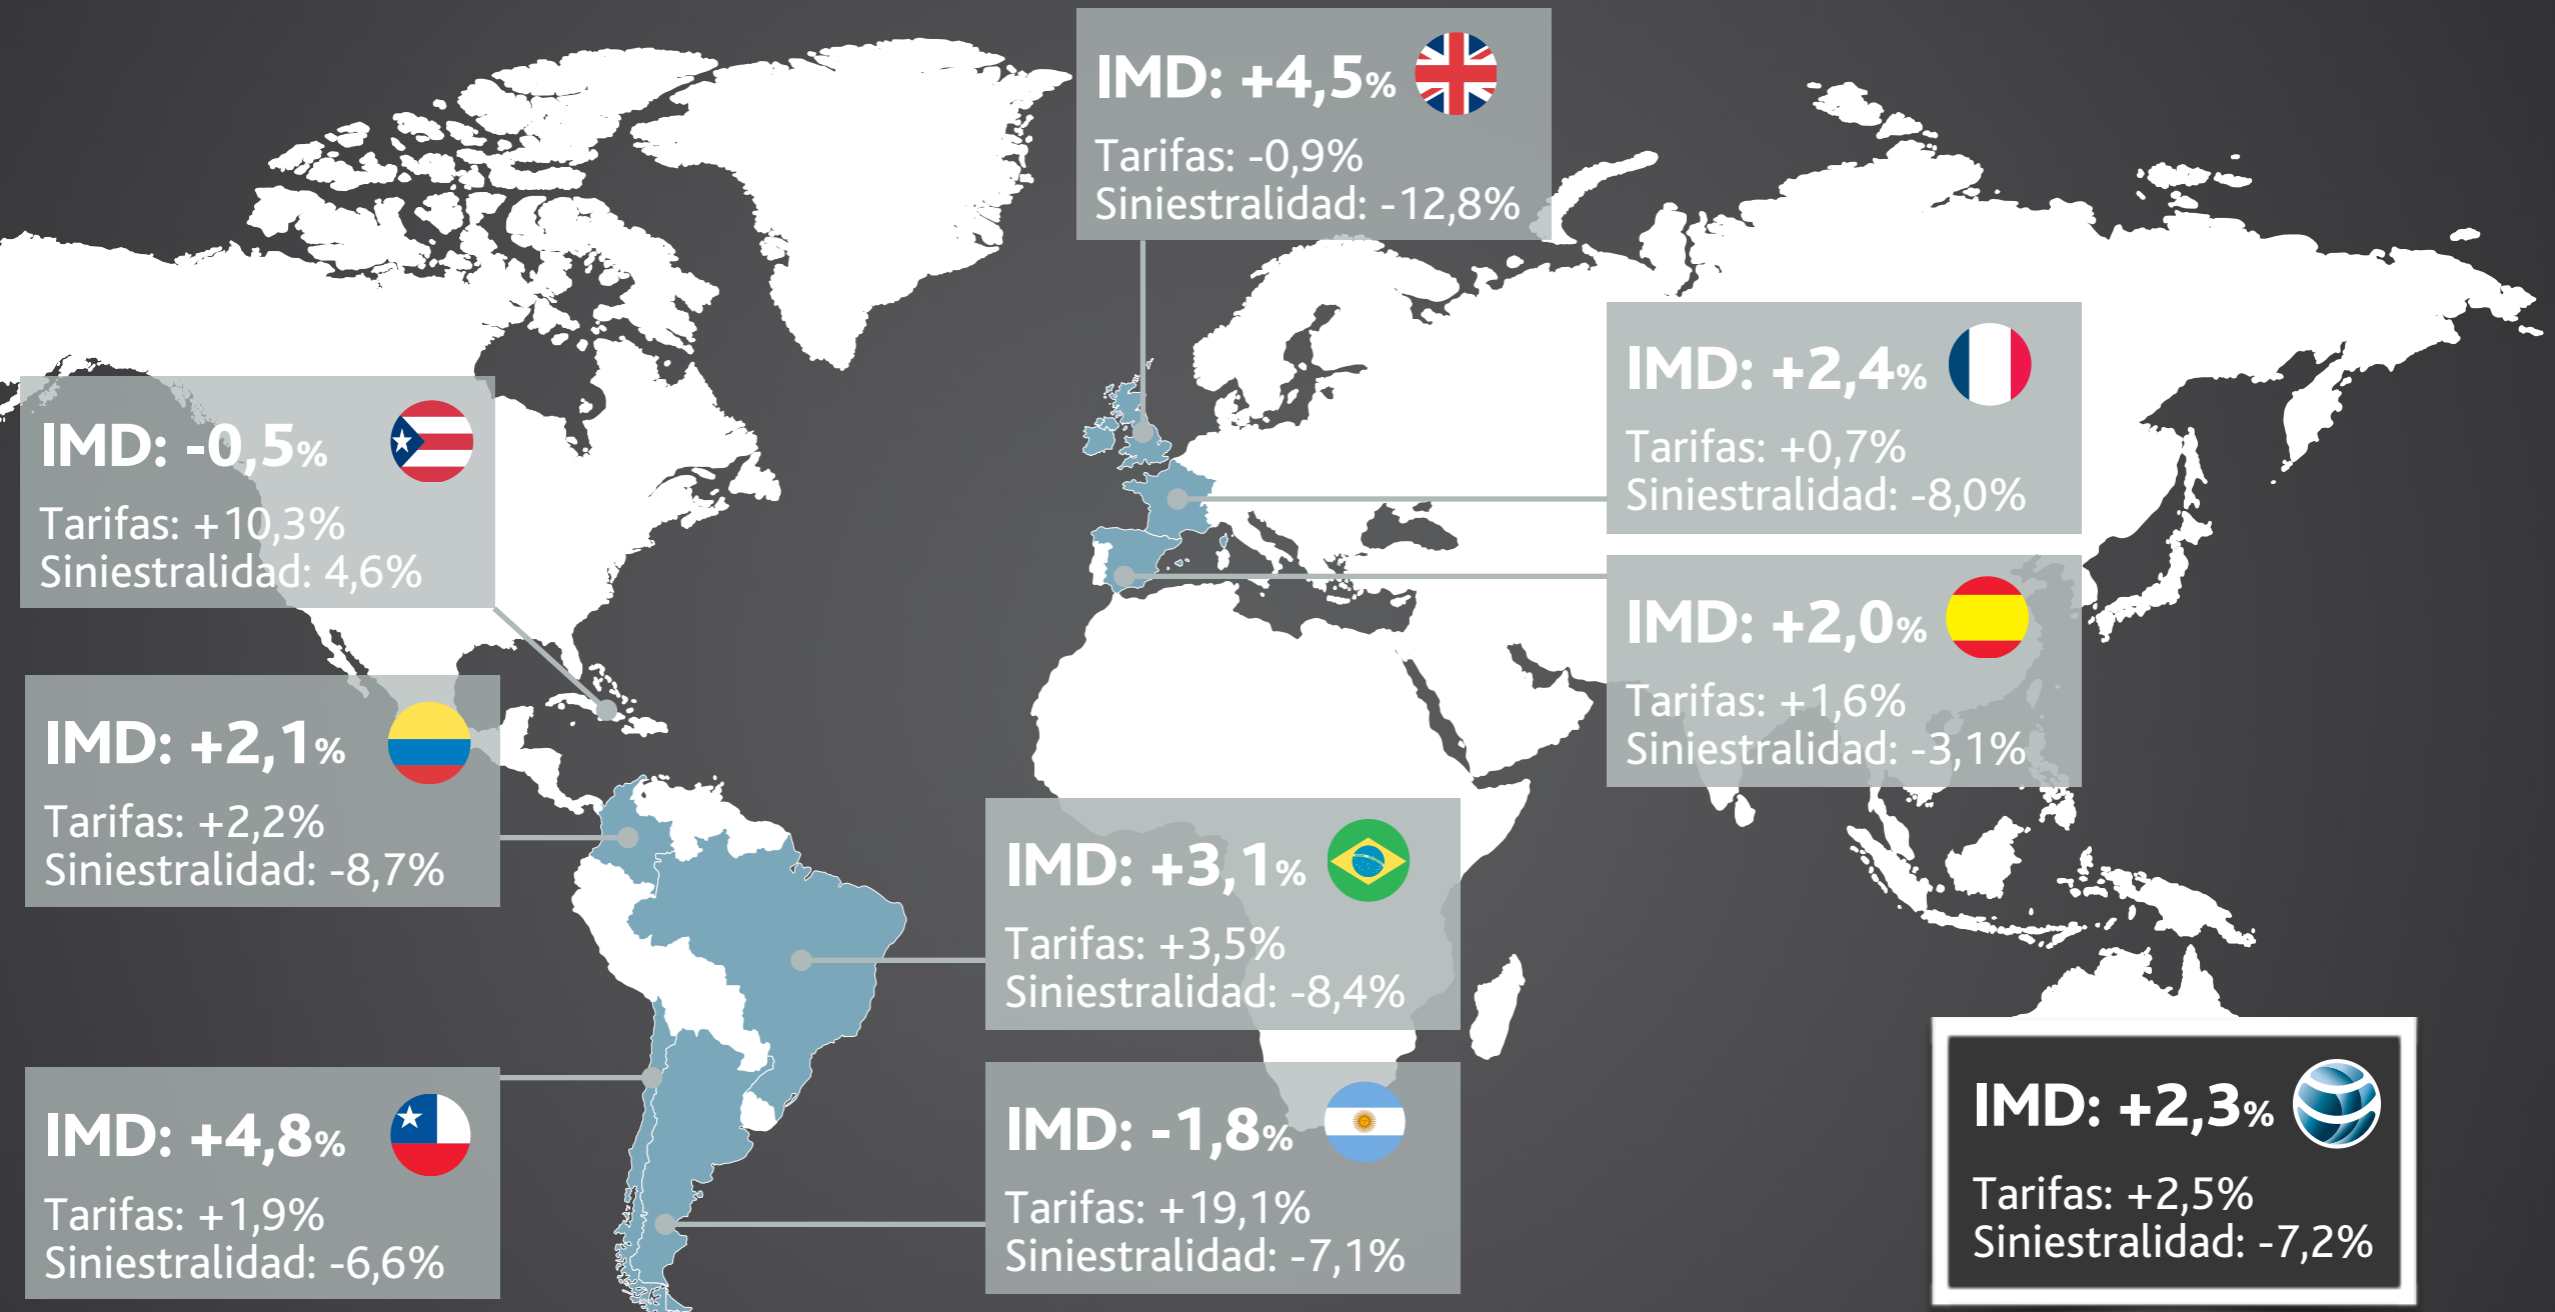 IMD: +4,5%
Tarifas: -0,9%
Siniestralidad: -12,8%
IMD: +2,4%
Tarifas: +0,7%
Siniestralidad: -8,0%
IMD: -0,5%
Tarifas: +10,3%
Siniestralidad: 4,6%
IMD: +2,0%
Tarifas: +1,6%
Siniestralidad: -3,1%
IMD: +2,1%
Tarifas: +2,2%
Siniestralidad: -8,7%
IMD: +3,1%
Tarifas: +3,5%
Siniestralidad: -8,4%
IMD: +4,8%
Tarifas: +1,9%
Siniestralidad: -6,6%
IMD: -1,8%
Tarifas: +19,1%
Siniestralidad: -7,1%
IMD: +2,3%
Tarifas: +2,5%
Siniestralidad: -7,2%